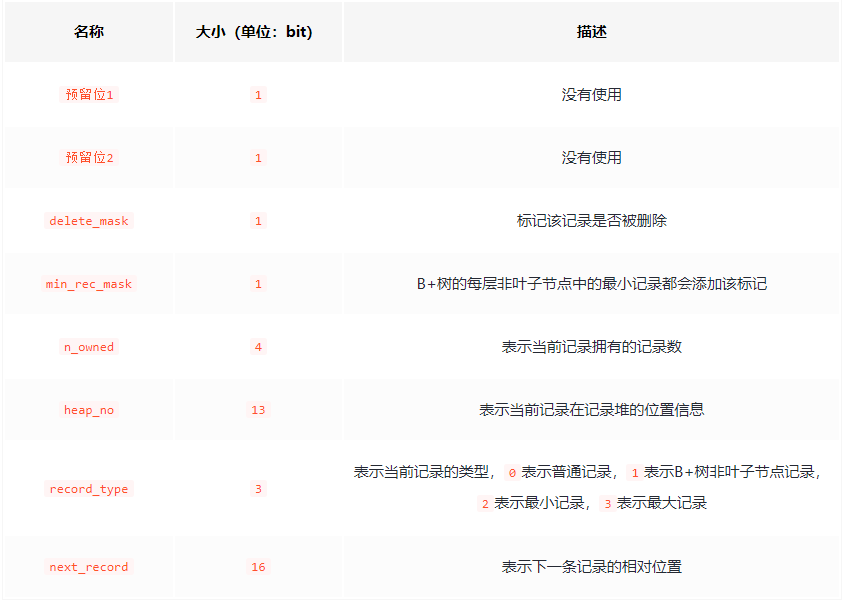 名称 大小（单位：bit） 描述
预留位1 1 没有使用
预留位2 1 没有使用
delete_mask 1 标记该记录是否被删除
min_rec_mask 1 B+树的每层非叶子节点中的最小记录都会添加该标记
n_owned 4 表示当前记录拥有的记录数
heap_no 13 表示当前记录在记录堆的位置信息
record_type 3 表示当前记录的类型，0 表示普通记录，1 表示B+树非叶子节点记录，
2 表示最小记录，3 表示最大记录
next_record 16 表示下一条记录的相对位置